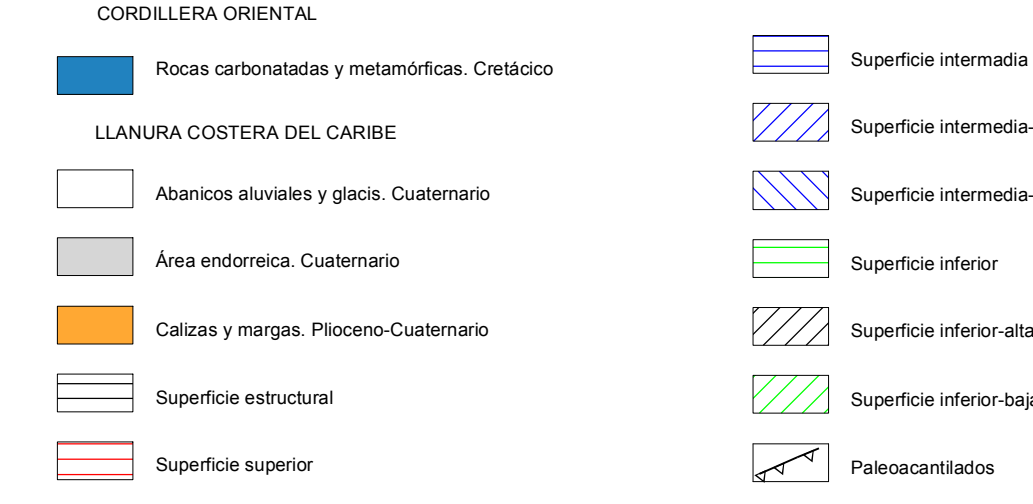 CORDILLERA ORIENTAL
Rocas carbonatadas y metamórficas. Cretácico
LLANURA COSTERA DEL CARIBE
Abanicos aluviales y glacis. Cuaternario
Área endorreica. Cuaternario
Calizas y margas. Plioceno-Cuaternario
Superficie estructural
Superficie superior
Superficie intermadia
Superficie intermedia-
Superficie intermedia-
Superficie inferior
Superficie inferior-alta
Superficie inferior-baja
Paleoacantilados